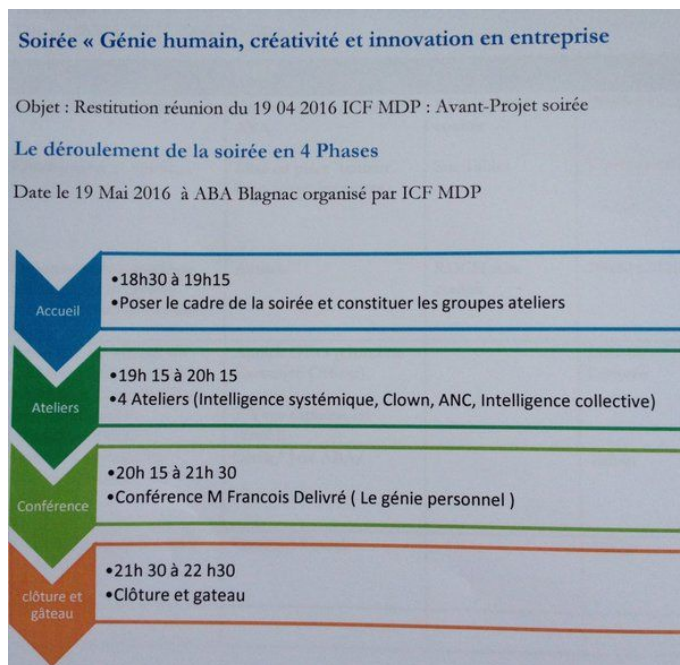 Soirée « Génie humain, créativité et innovation en entreprise
Objet : Restitution réunion du 19 04 2016 ICF MDP : Avant-Projet soirée
Le déroulement de la soirée en 4 Phases
Date le 19 Mai 2016 à ABA Blagnac organisé par ICF MDP
Accueil
•18h30 à 19h15
•Poser le cadre de la soirée et constituer les groupes ateliers
Ateliers
•19h 15 à 20h 15
•4 Ateliers (Intelligence systémique, Clown, ANC, Intelligence collective)
Conférence
•20h 15 à 21h 30
•Conférence M Francois Delivré ( Le génie personnel )
clôture et
gâteau
•21h 30 à 22 h30
•Clôture et gateau